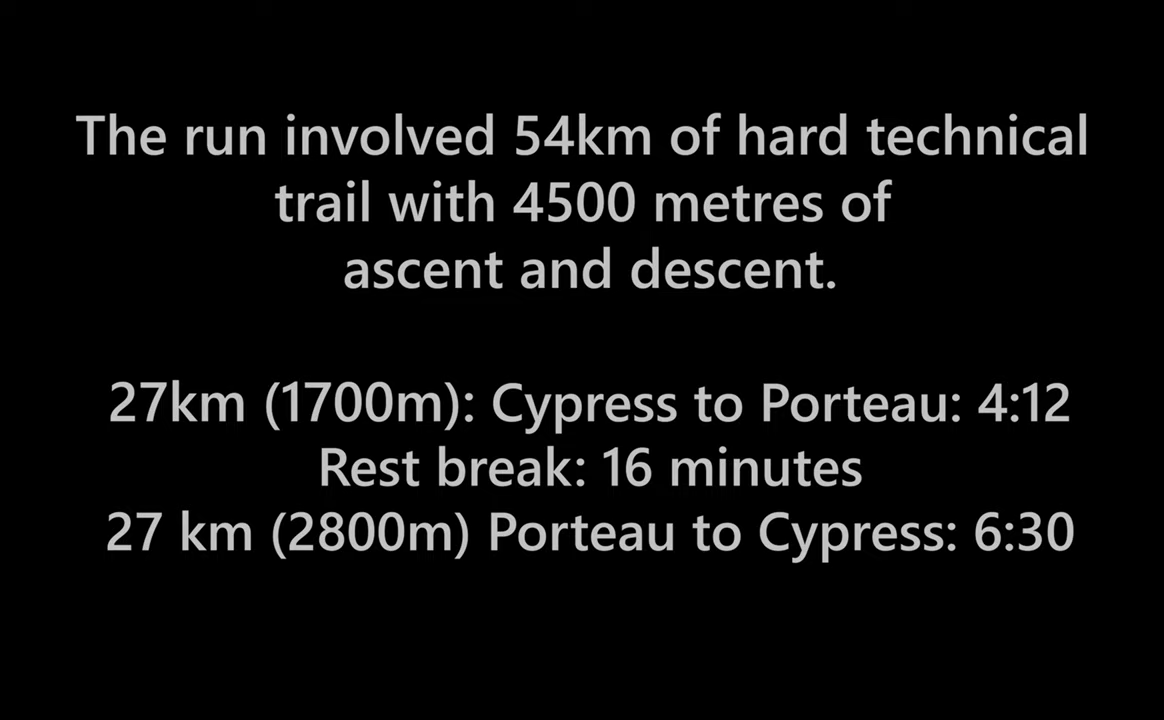 The run involved 54km of hard technical
trail with 4500 metres of
ascent and descent.
27km (1700m): Cypress to Porteau: 4:12
Rest break: 16 minutes
27 km (2800m) Porteau to Cypress: 6:30